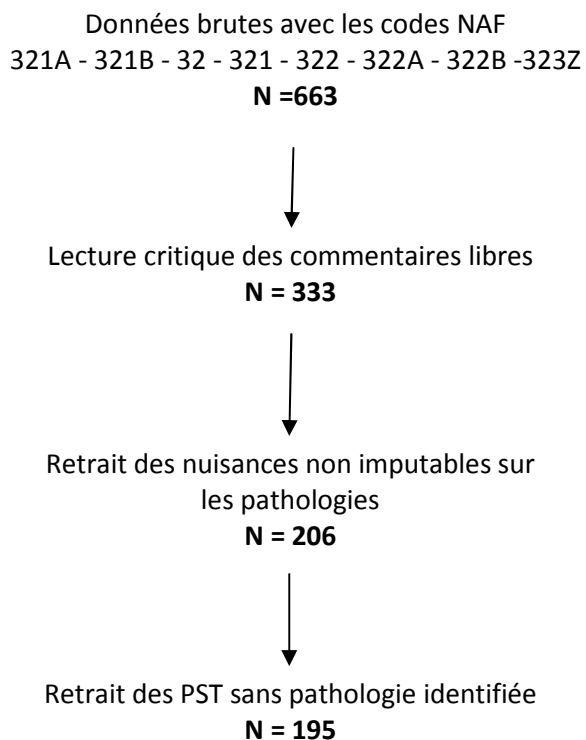 Données brutes avec les codes NAF
321A - 321B - 32 - 321 - 322 - 322A - 322B -323Z
N =663
Lecture critique des commentaires libres
N = 333
Retrait des nuisances non imputables sur
les pathologies
N = 206
Retrait des PST sans pathologie identifiée
N = 195